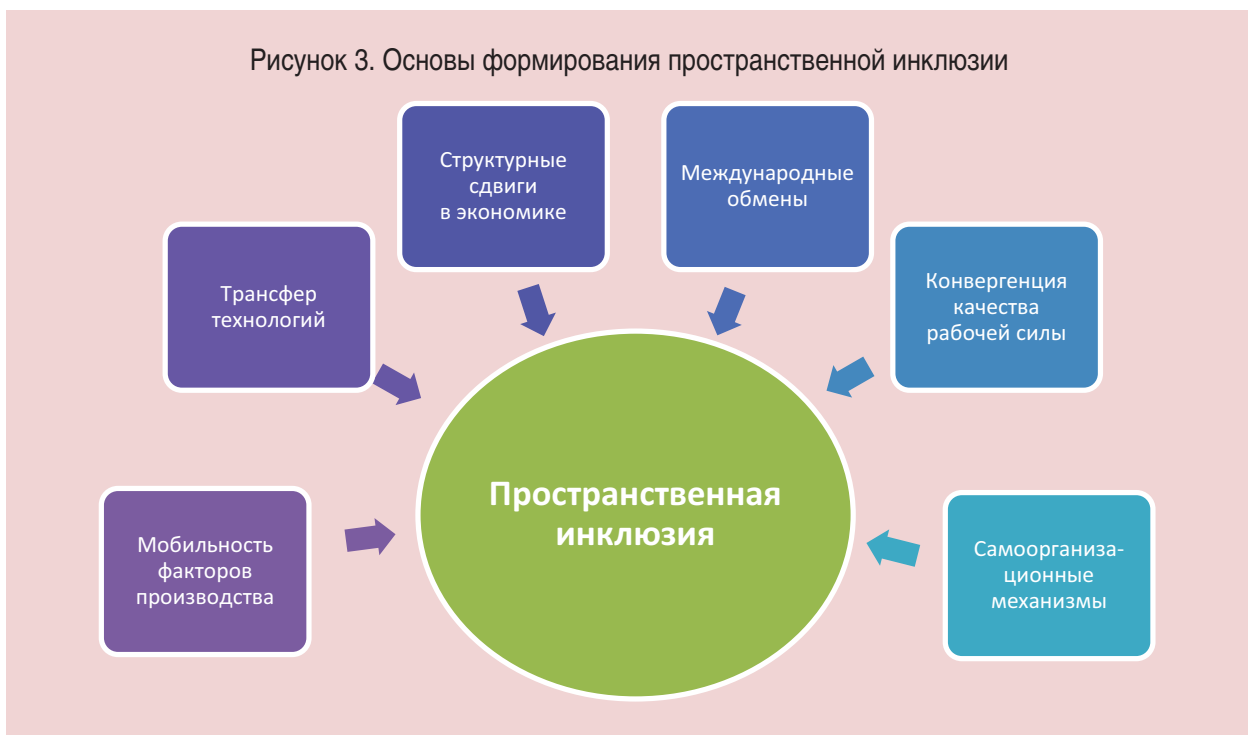 Рисунок 3. Основы формирования пространственной инклюзии
Мобильность
факторов
производства
Трансфер
технологий
Структурные
сдвиги
в экономике
Международные
обмены
Конвергенция
качества
рабочей силы
Самоорганиза-
ционные
механизмы
Пространственная
инклюзия